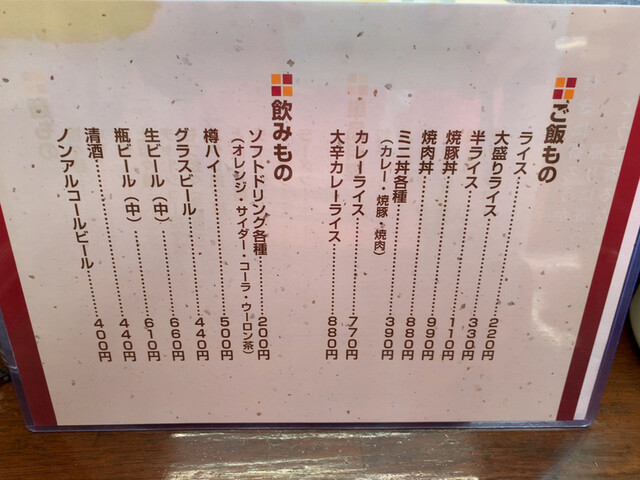 ご飯もの
ライス……………220円
大盛りライス……………330円
半ライス……………110円
焼豚丼……………990円
焼肉丼……………880円
ミニ丼各種……………380円
(カレー・焼豚・焼肉)
カレーライス……………770円
大辛カレーライス……………880円
飲みもの
ソフトドリンク各種……………200円
(オレンジ・サイダー・コーラ・ウーロン茶)
樽ハイ……………500円
グラスビール……………440円
生ビール(中)……………660円
瓶ビール(中)……………610円
清酒……………440円
ノンアルコールビール……………400円